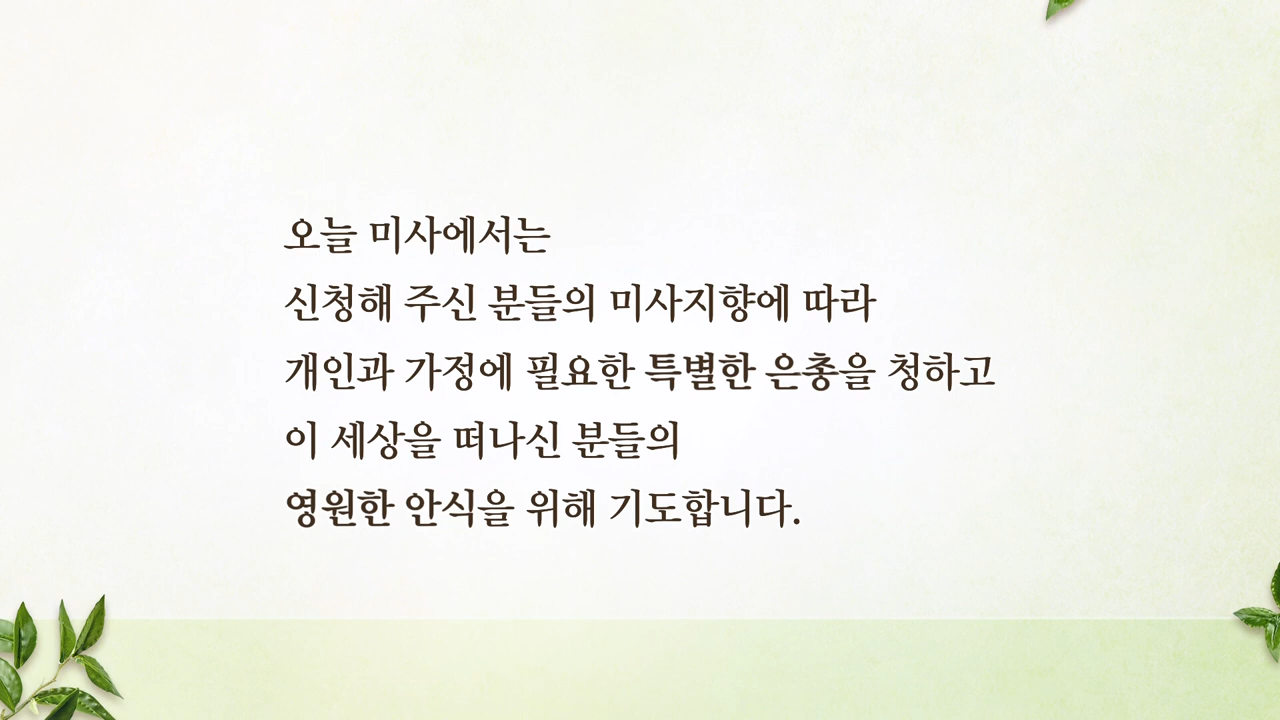 오늘 미사에서는
신청해 주신 분들의 미사지향에 따라
개인과 가정에 필요한 특별한 은총을 청하고
이 세상을 떠나신 분들의
영원한 안식을 위해 기도합니다.